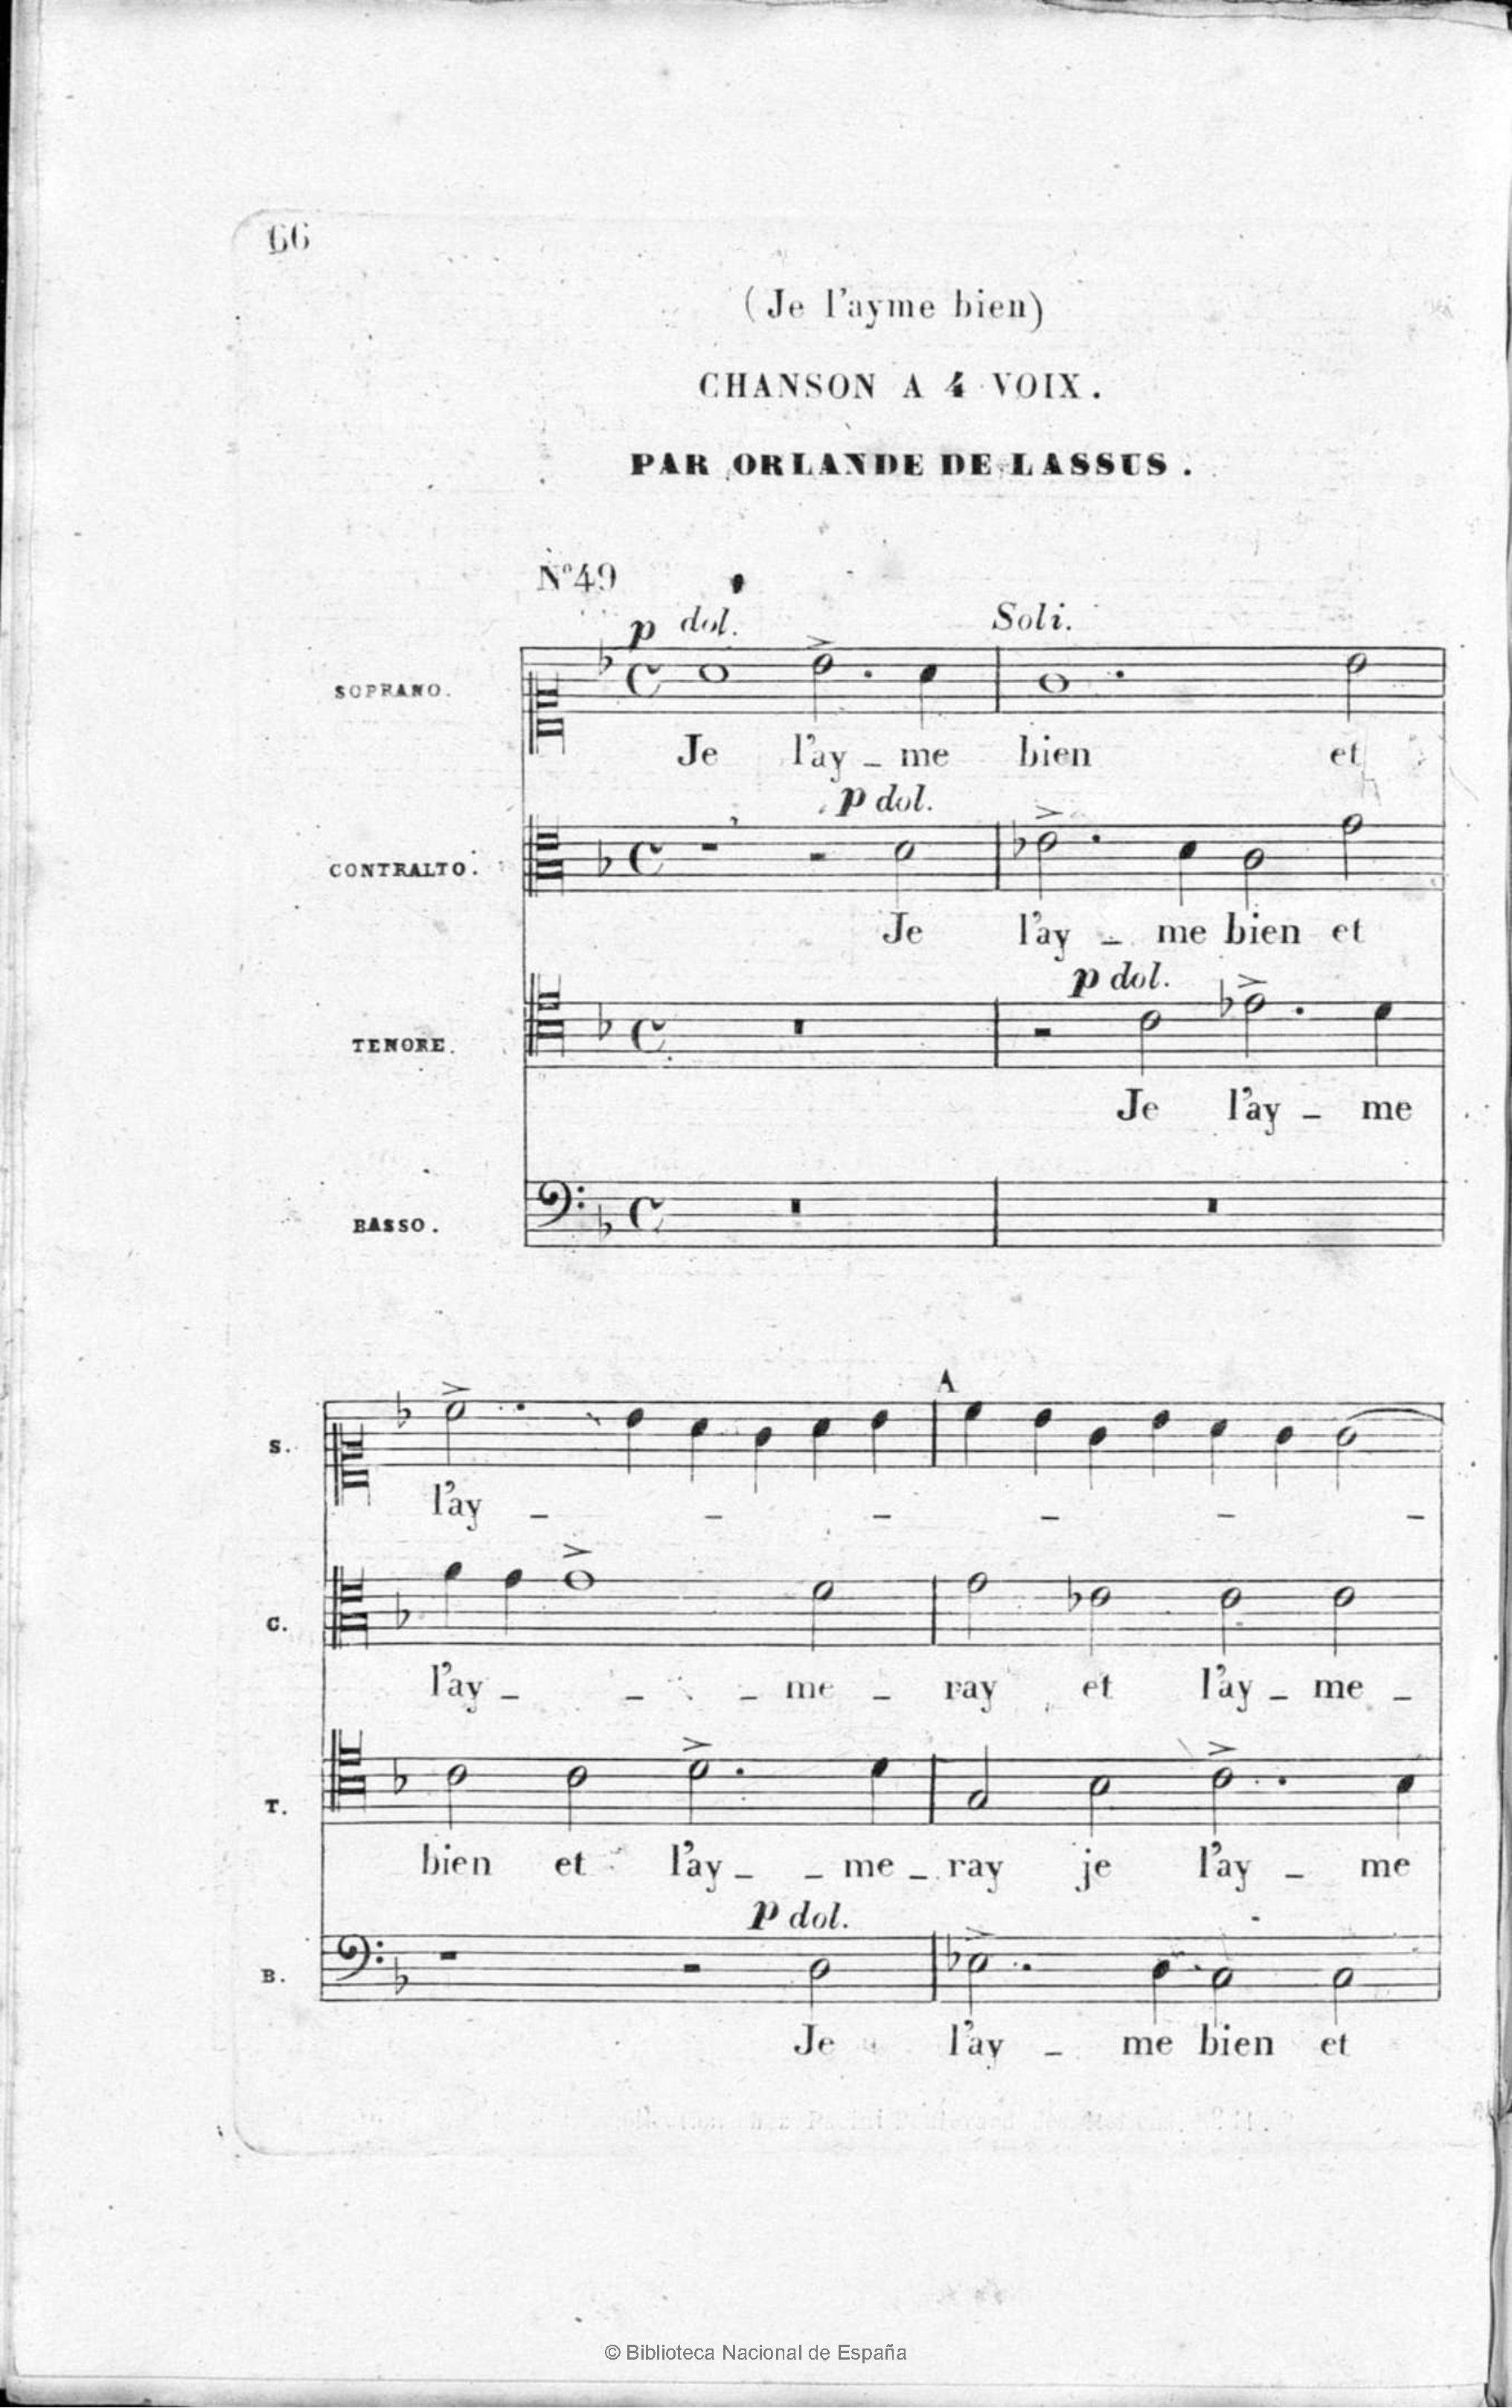 66
(Je l'ayme bien)
CHANSON A 4 VOIX.
PAR ORLANDE DE LASSUS.
Nº49
p dol. Soli.
SOPRANO.
Je l'ay _ me bien et
p dol.
CONTRALTO.
Je l'ay _ me bien et
p dol.
TENORE.
Je l'ay _ me
BASSO.
A
S.
l'ay _ _ _ _ _ _
C.
l'ay _ _ _ me _ ray et l'ay _ me _
T.
bien et l'ay _ _ me _ ray je l'ay _ me
p dol.
B.
Je l'ay _ me bien et
© Biblioteca Nacional de España